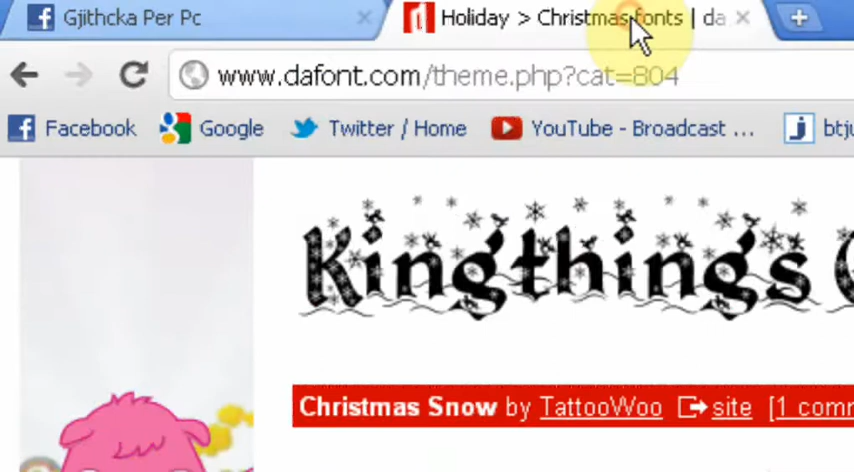 Gjithcka Per Pc
Holiday > Christmas fonts | da
www.dafont.com/theme.php?cat=804
Facebook Google Twitter / Home YouTube - Broadcast ... btju
Kingthings
Christmas Snow by TattooWoo site [1 comm